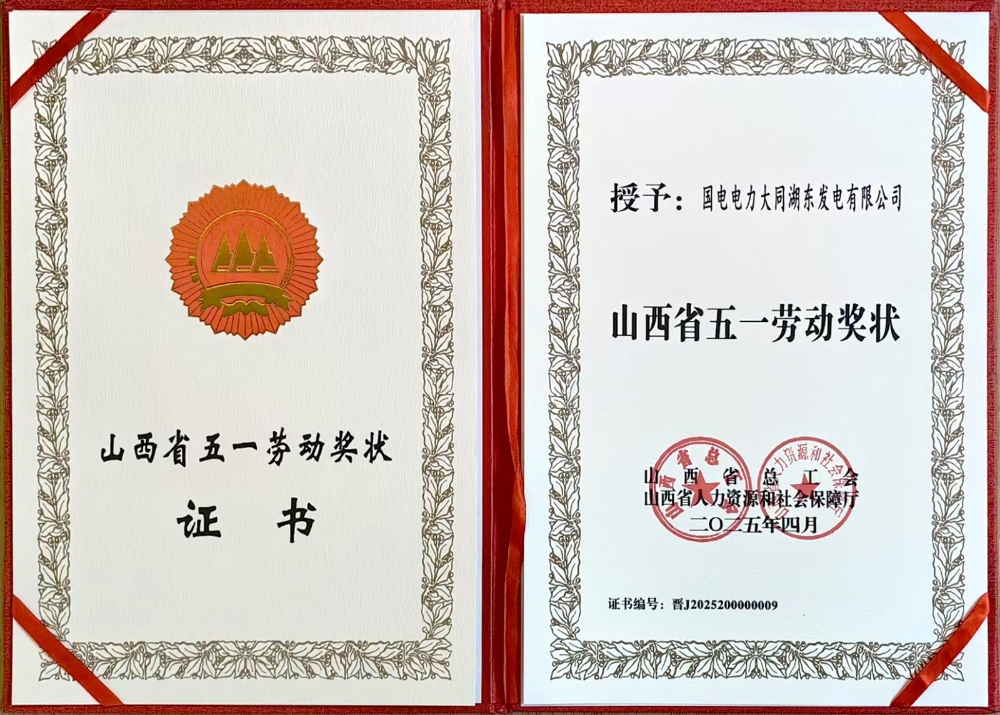 山西省五一劳动奖状
证书
授予：国电电力大同湖东发电有限公司
山西省五一劳动奖状
山西省总工会
山西省人力资源和社会保障厅
二〇二五年四月
证书编号：晋J2025200000009